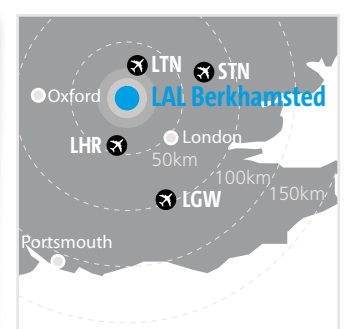 LTN
STN
Oxford
LAL Berkhamsted
London
LHR
50km
100km
150km
LGW
Portsmouth